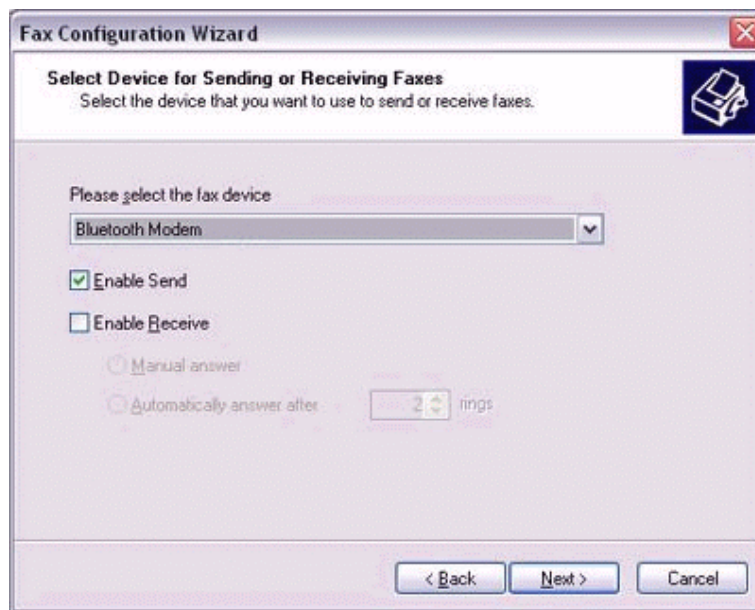 Fax Configuration Wizard
Select Device for Sending or Receiving Faxes
Select the device that you want to use to send or receive faxes.
Please select the fax device
Bluetooth Modem
Enable Send
Enable Receive
Manual answer
Automatically answer after 2 rings
< Back Next > Cancel